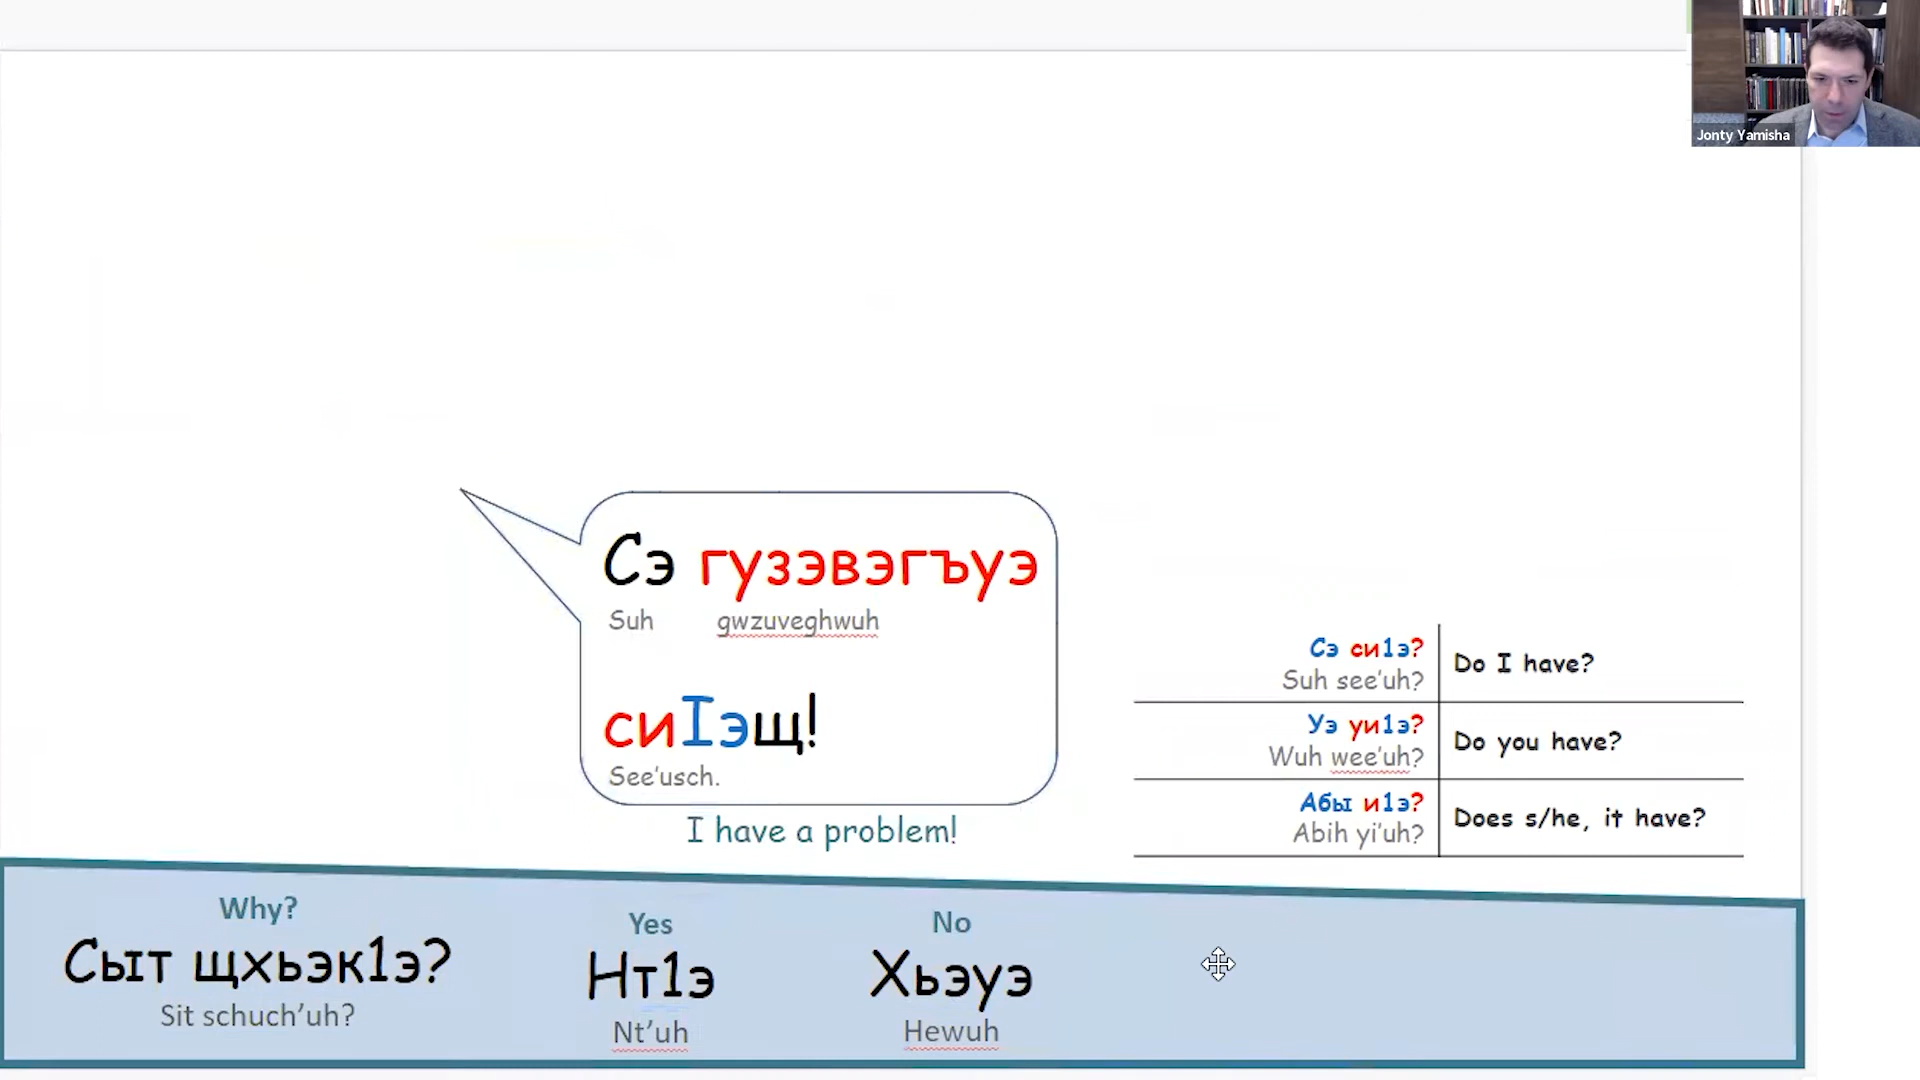 Jonty Yamisha
Сэ гузэвэгъуэ
Suh gwzuveghwuh
сиIэщ!
See'usch.
I have a problem!
Сэ си1э?
Suh see'uh?
Do I have?
Уэ уи1э?
Wuh wee'uh?
Do you have?
Абы и1э?
Abih yi'uh?
Does s/he, it have?
Why?
Сыт щхьэк1э?
Sit schuch'uh?
Yes
Нт1э
Nt'uh
No
Хьэуэ
Hewuh